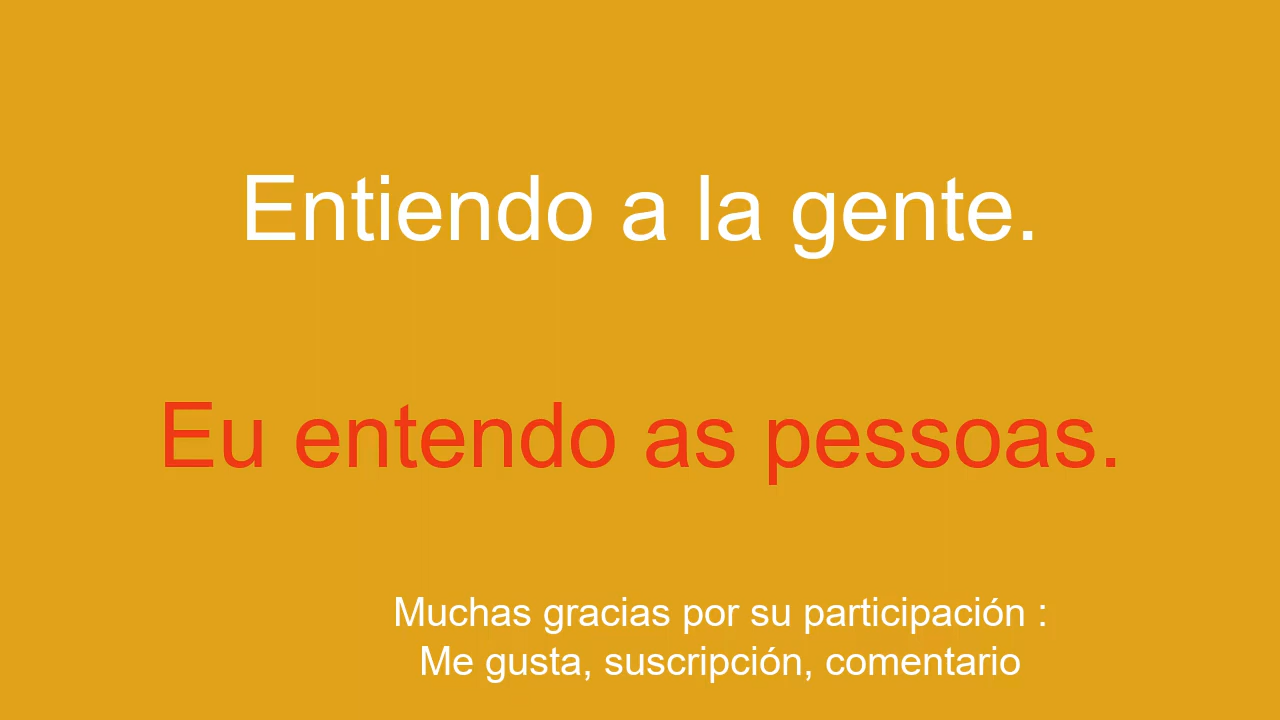 Entiendo a la gente.
Eu entendo as pessoas.
Muchas gracias por su participación :
Me gusta, suscripción, comentario